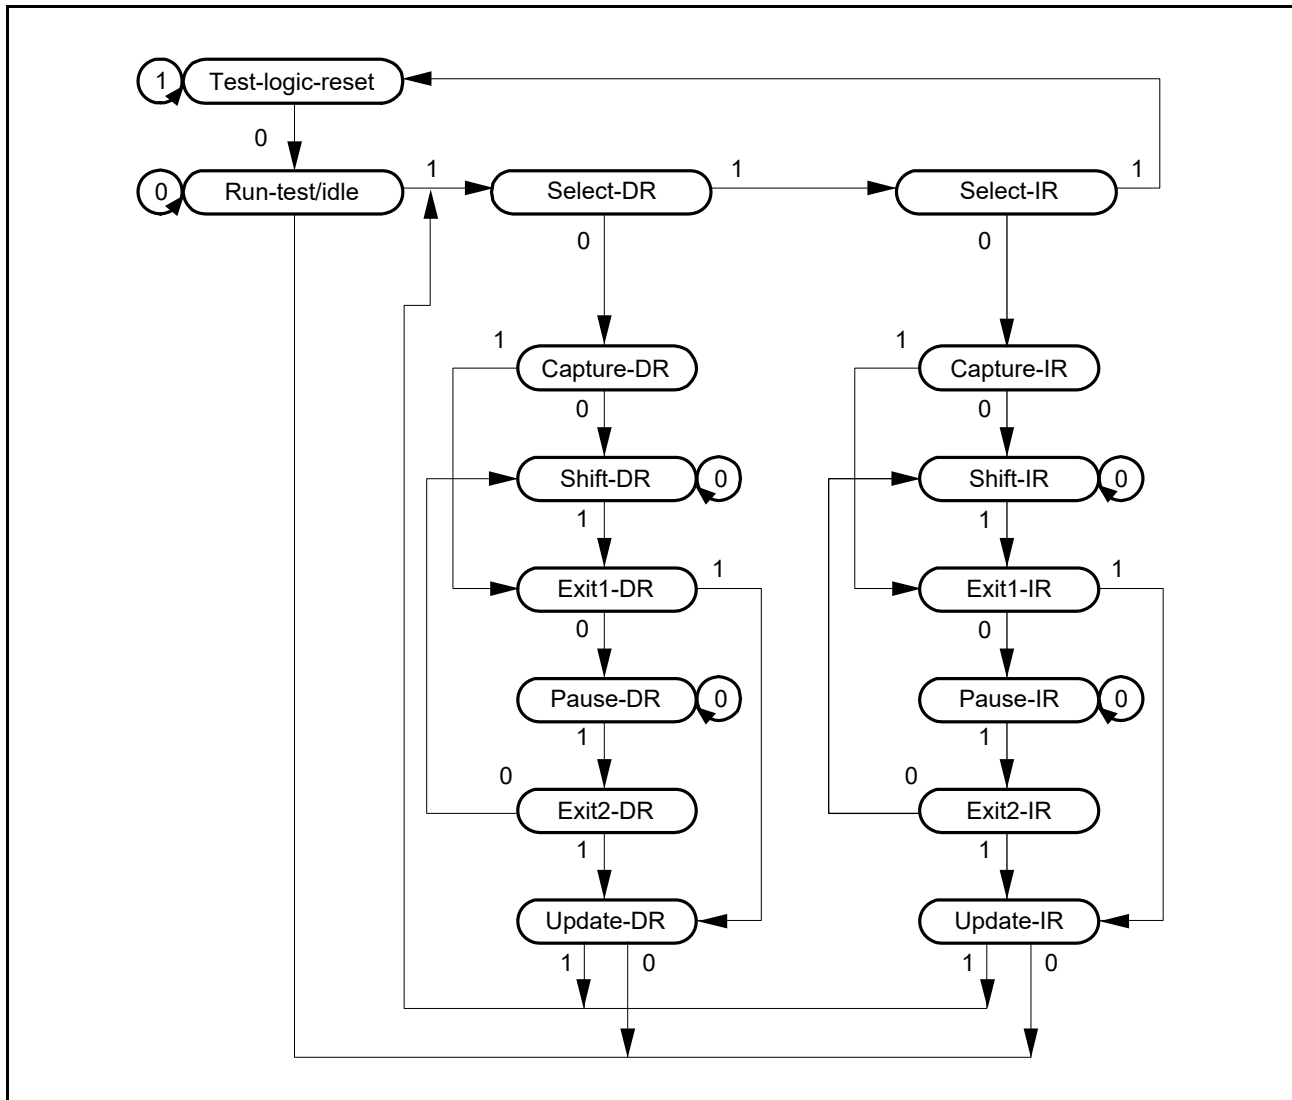 1 Test-logic-reset
0
0 Run-test/idle 1 Select-DR 1 Select-IR 1
0 0
1 1
Capture-DR Capture-IR
0 0
Shift-DR 0 Shift-IR 0
1 1
Exit1-DR 1 Exit1-IR 1
0 0
Pause-DR 0 Pause-IR 0
1 1
0 0
Exit2-DR Exit2-IR
1 1
Update-DR Update-IR
1 0 1 0